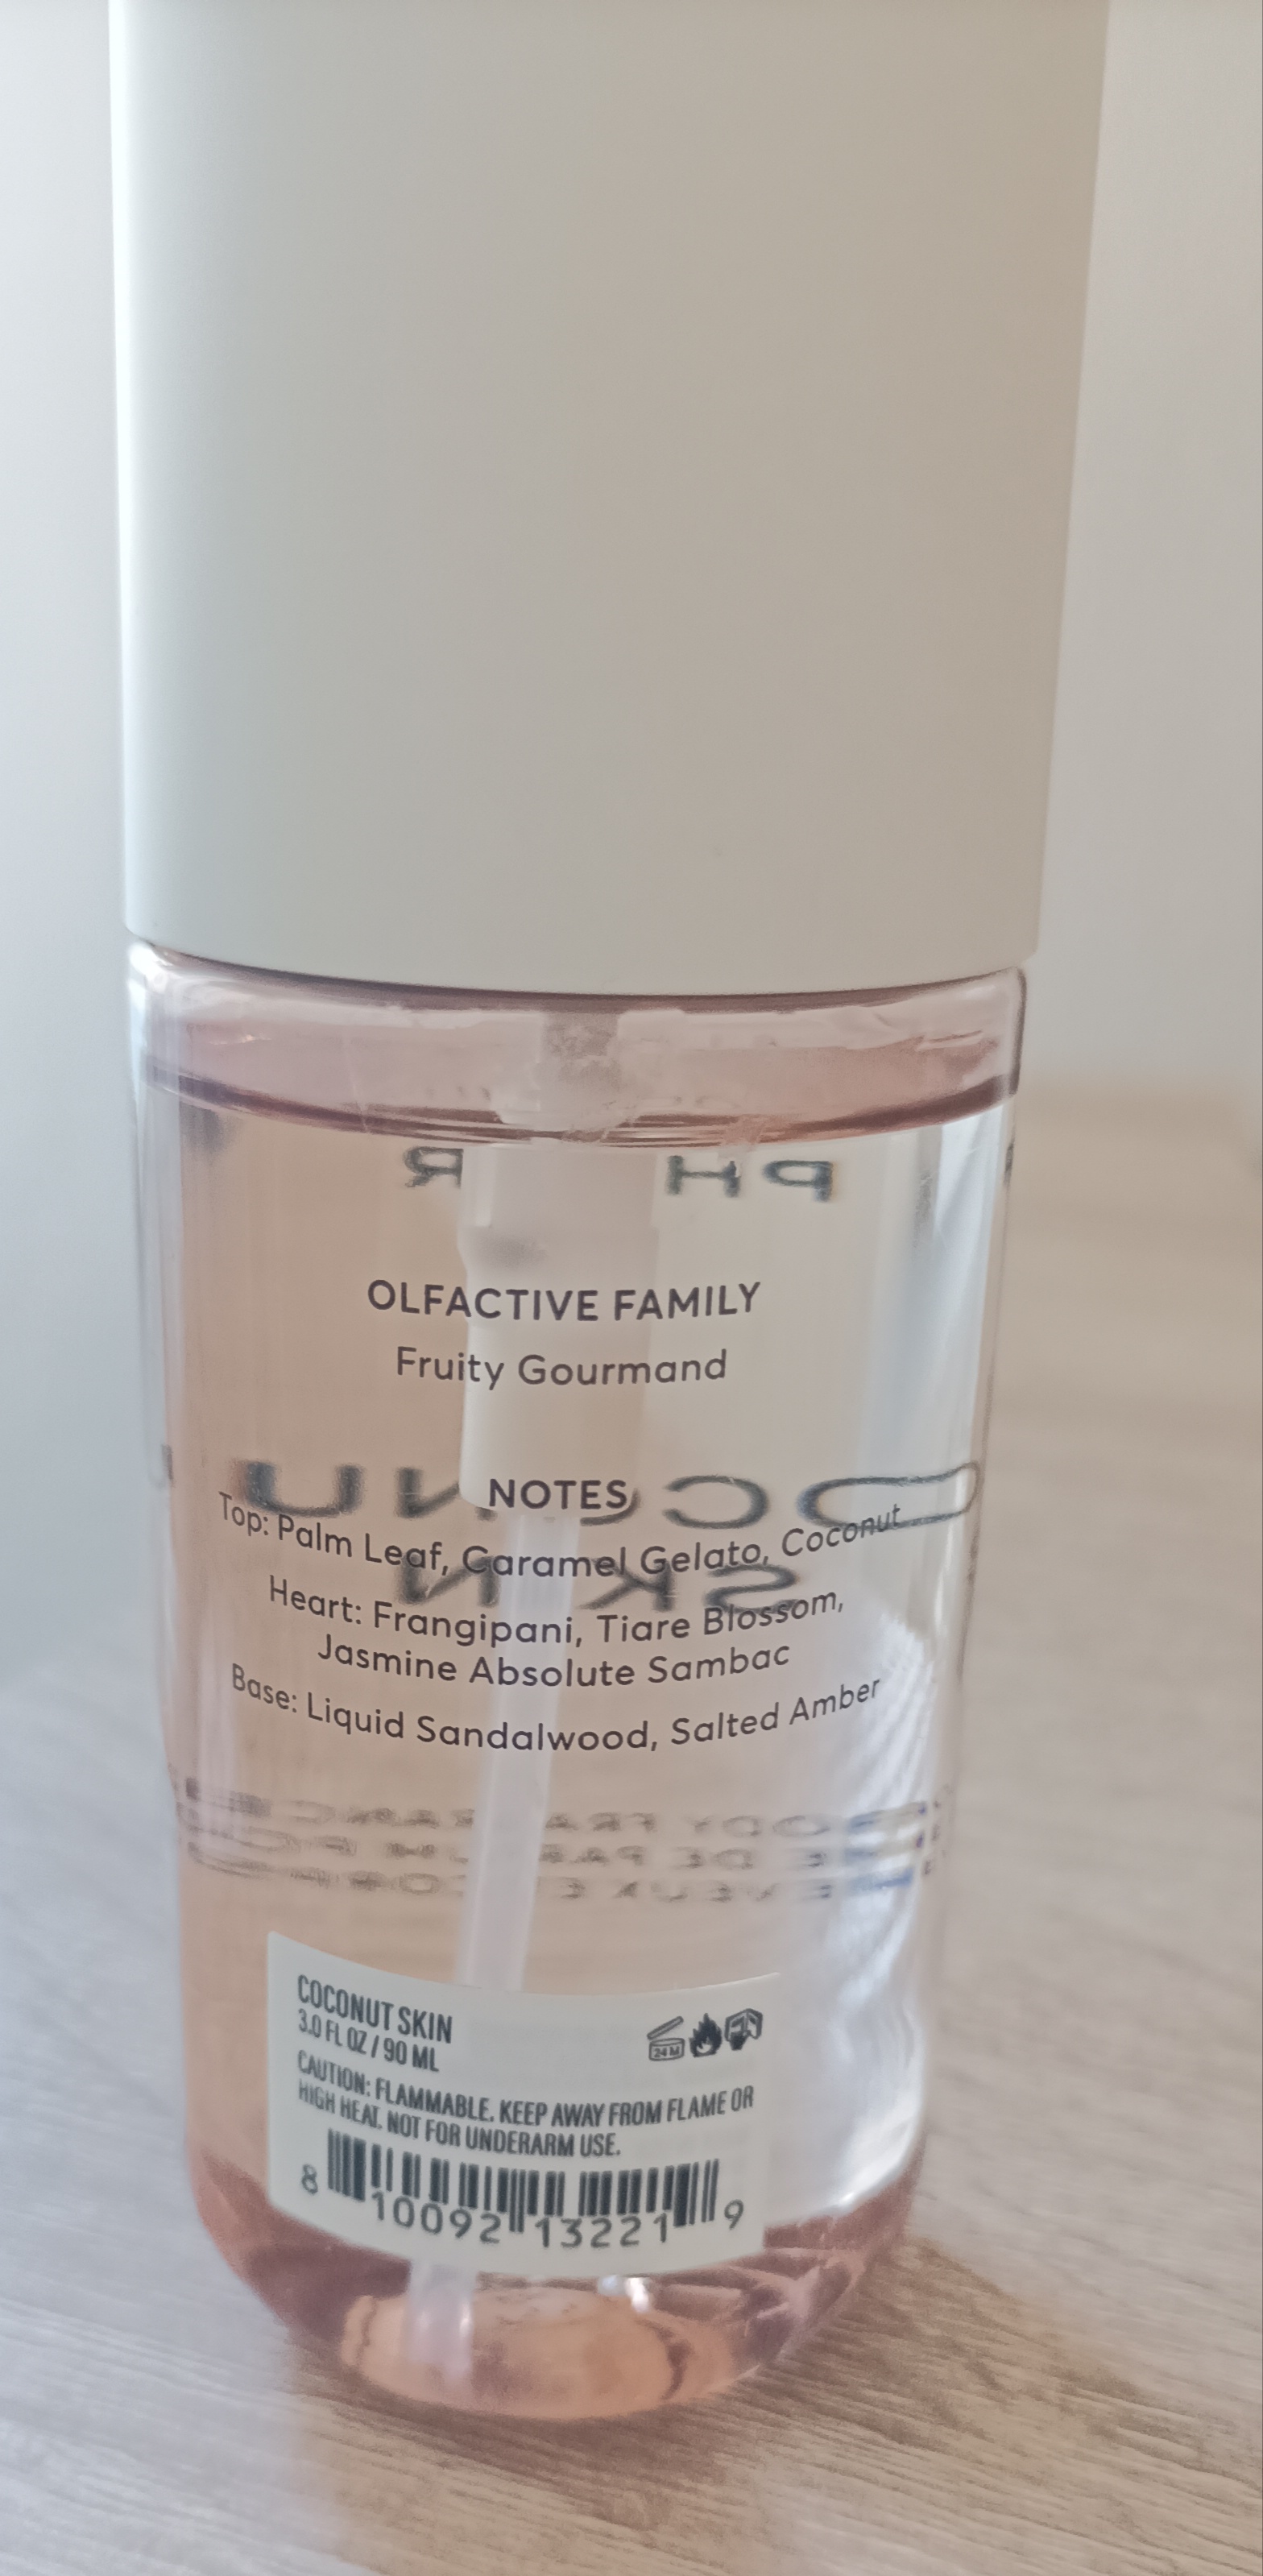 OLFACTIVE FAMILY
Fruity Gourmand
NOTES
Top: Palm Leaf, Caramel Gelato, Coconut
Heart: Frangipani, Tiare Blossom,
Jasmine Absolute Sambac
Base: Liquid Sandalwood, Salted Amber
COCONUT SKIN
3.0 FL OZ / 90 ML
24 M
CAUTION: FLAMMABLE. KEEP AWAY FROM FLAME OR
HIGH HEAT. NOT FOR UNDERARM USE.
8 10092 13221 9